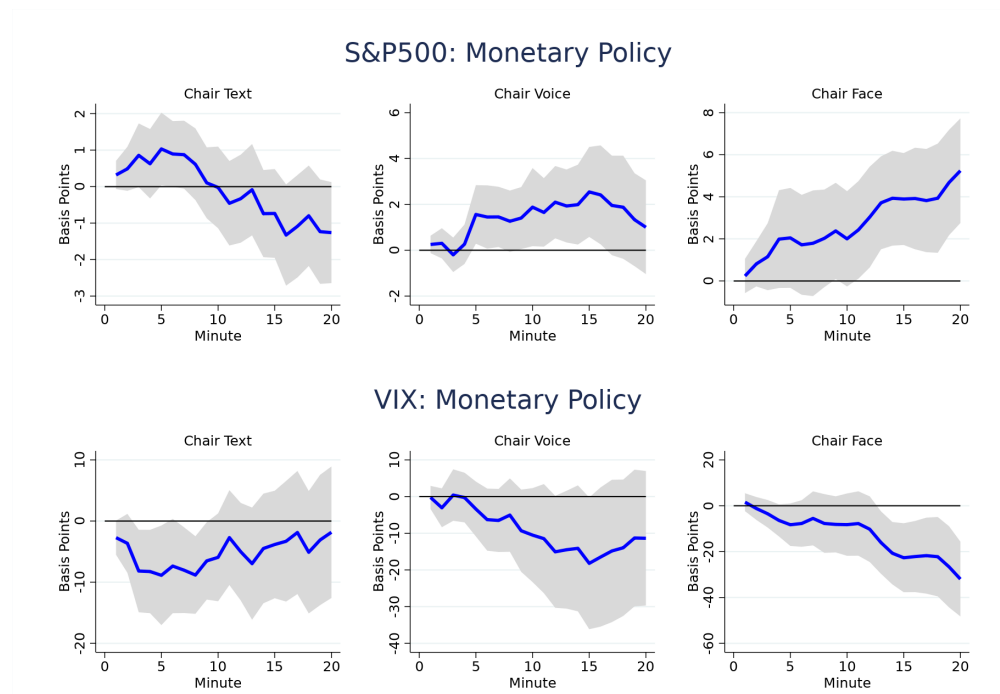 S&P500: Monetary Policy
Chair Text
Basis Points
2
1
0
-1
-2
-3
0 5 10 15 20
Minute
Chair Voice
Basis Points
6
4
2
0
-2
0 5 10 15 20
Minute
Chair Face
Basis Points
8
6
4
2
0
0 5 10 15 20
Minute
VIX: Monetary Policy
Chair Text
Basis Points
10
0
-10
-20
0 5 10 15 20
Minute
Chair Voice
Basis Points
10
0
-10
-20
-30
-40
0 5 10 15 20
Minute
Chair Face
Basis Points
20
0
-20
-40
-60
0 5 10 15 20
Minute